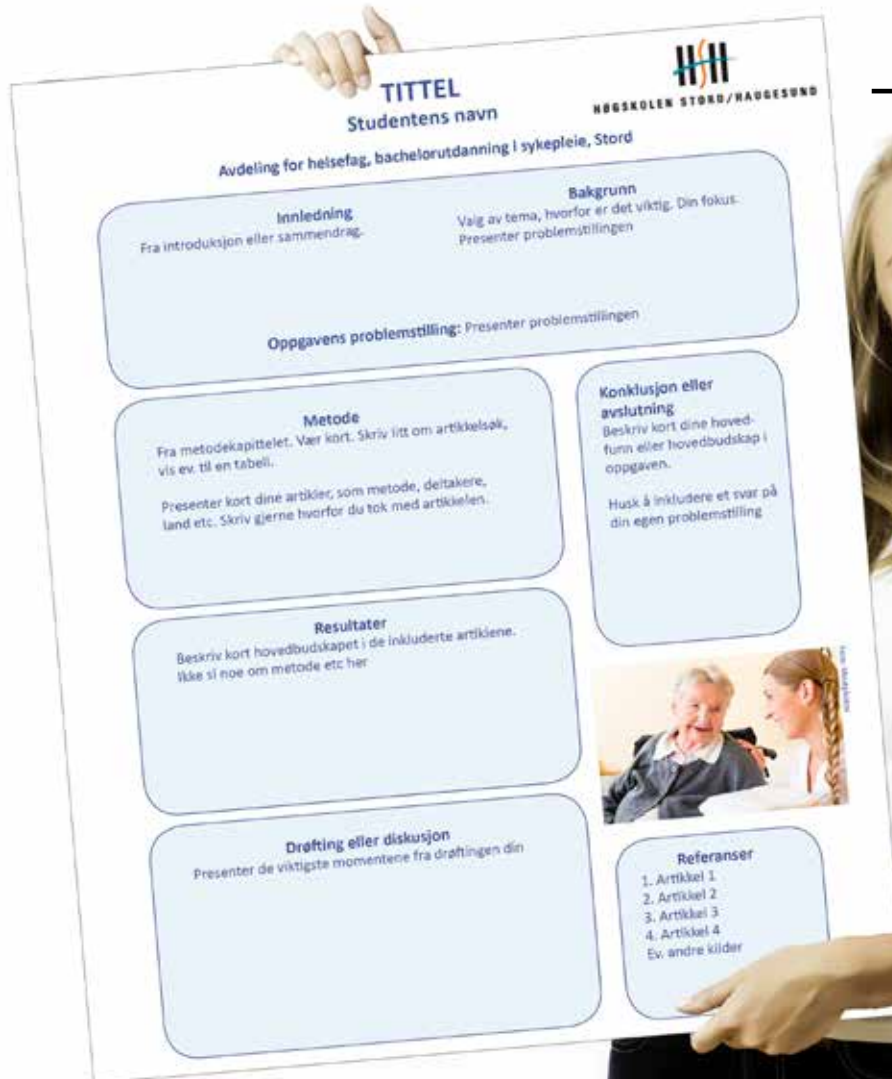 TITTEL
Studentens navn
HSH
HØGSKOLEN STORD/HAUGESUND
Avdeling for helsefag, bachelorutdanning i sykepleie, Stord
Innledning
Fra introduksjon eller sammendrag.
Bakgrunn
Valg av tema, hvorfor er det viktig. Din fokus.
Presenter problemstillingen
Oppgavens problemstilling: Presenter problemstillingen
Metode
Fra metodekapittelet. Vær kort. Skriv litt om artikkelsøk,
vis ev. til en tabell.
Presenter kort dine artikler, som metode, deltakere,
land etc. Skriv gjerne hvorfor du tok med artikkelen.
Konklusjon eller
avslutning
Beskriv kort dine hoved-
funn eller hovedbudskap i
oppgaven.
Husk å inkludere et svar på
din egen problemstilling
Resultater
Beskriv kort hovedbudskapet i de inkluderte artiklene.
Ikke si noe om metode etc her
Drøfting eller diskusjon
Presenter de viktigste momentene fra drøftingen din
Referanser
1. Artikkel 1
2. Artikkel 2
3. Artikkel 3
4. Artikkel 4
Ev. andre kilder